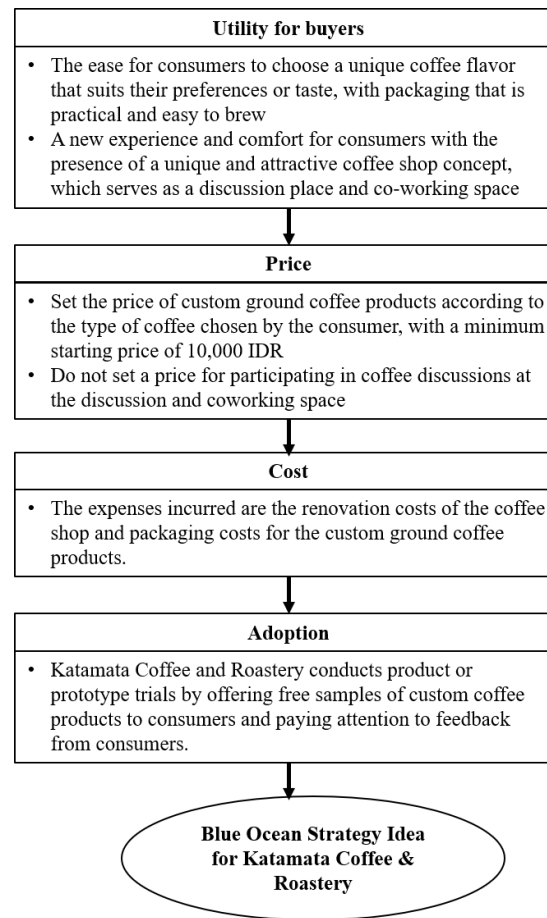 Utility for buyers
• The ease for consumers to choose a unique coffee flavor
that suits their preferences or taste, with packaging that is
practical and easy to brew
• A new experience and comfort for consumers with the
presence of a unique and attractive coffee shop concept,
which serves as a discussion place and co-working space
Price
• Set the price of custom ground coffee products according to
the type of coffee chosen by the consumer, with a minimum
starting price of 10,000 IDR
• Do not set a price for participating in coffee discussions at
the discussion and coworking space
Cost
• The expenses incurred are the renovation costs of the coffee
shop and packaging costs for the custom ground coffee
products.
Adoption
• Katamata Coffee and Roastery conducts product or
prototype trials by offering free samples of custom coffee
products to consumers and paying attention to feedback
from consumers.
Blue Ocean Strategy Idea
for Katamata Coffee &
Roastery